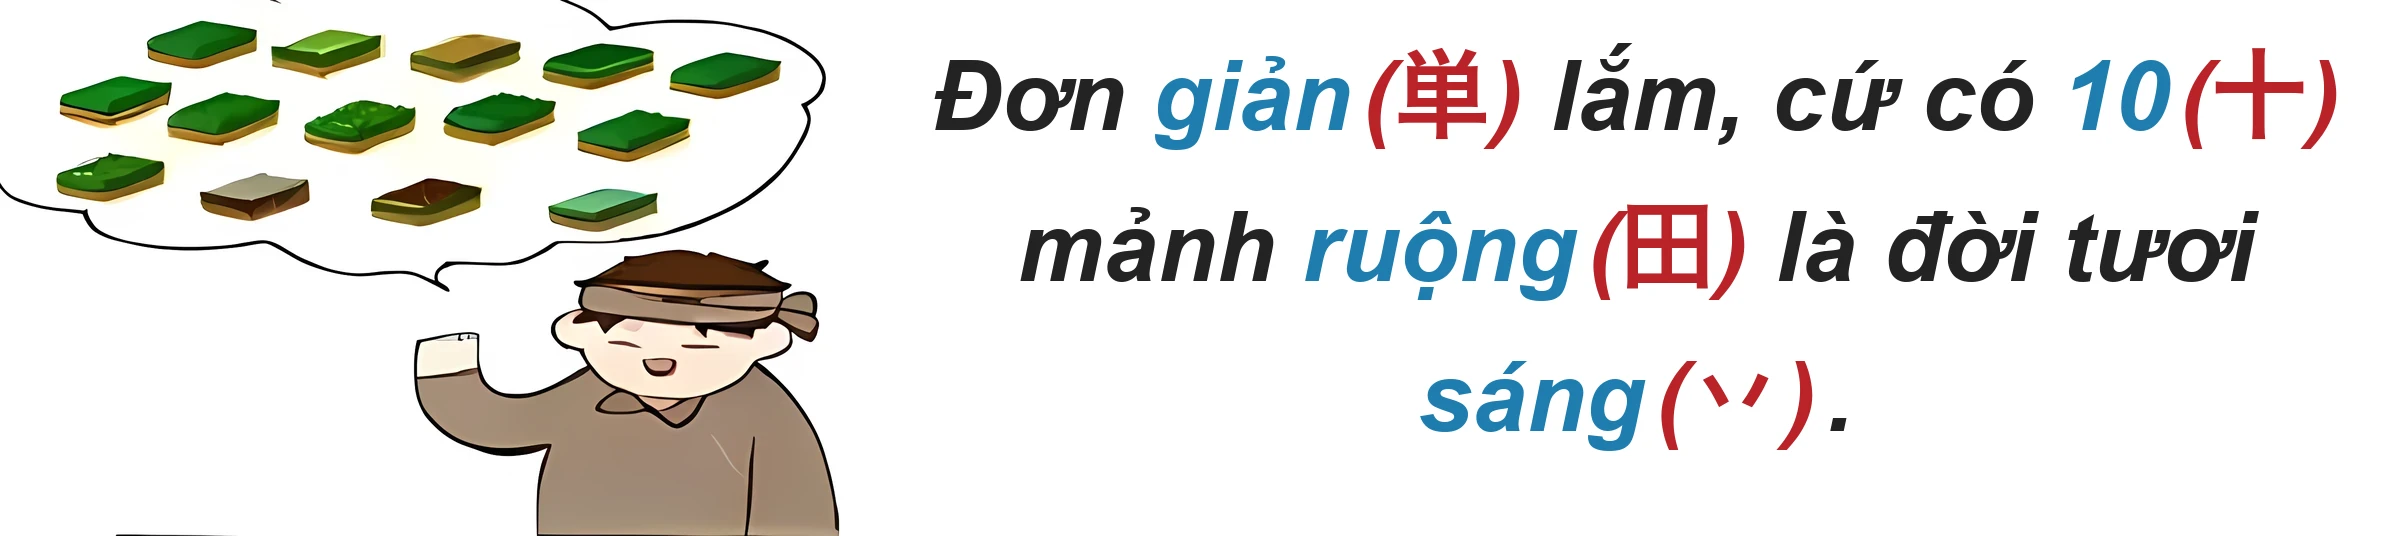 Đơn giản(単) lắm, cứ có 10(十)
mảnh ruộng(田) là đời tươi
sáng(丷).